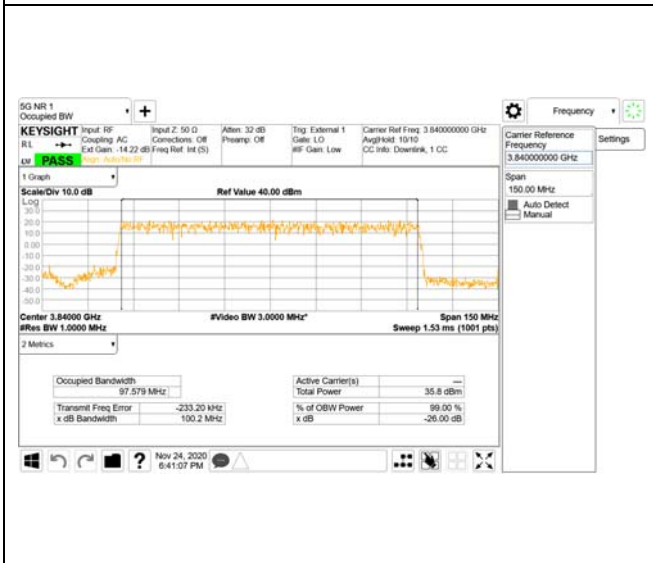 5G NR 1
Occupied BW
Frequency
KEYSIGHT Input: RF Input Z: 50 Ω Atten: 32 dB Trig: External 1 Carrier Ref Freq: 3.840000000 GHz
RL Coupling: AC Corrections: Off Preamp: Off Gate: LO Avg|Hold: 10/10
Ext Gain: -14.22 dB Freq Ref: Int (S) #IF Gain: Low CC Info: Downlink, 1 CC
PASS Align: Auto/No RF
Carrier Reference
Frequency
3.840000000 GHz
Settings
Span
150.00 MHz
Auto Detect
Manual
1 Graph
Scale/Div 10.0 dB Ref Value 40.00 dBm
Log
30.0
20.0
10.0
0.00
-10.0
-20.0
-30.0
-40.0
-50.0
Center 3.84000 GHz #Video BW 3.0000 MHz* Span 150 MHz
#Res BW 1.0000 MHz Sweep 1.53 ms (1001 pts)
2 Metrics
Occupied Bandwidth Active Carrier(s) ---
97.579 MHz Total Power 35.8 dBm
Transmit Freq Error -233.20 kHz % of OBW Power 99.00 %
x dB Bandwidth 100.2 MHz x dB -26.00 dB
? Nov 24, 2020
6:41:07 PM